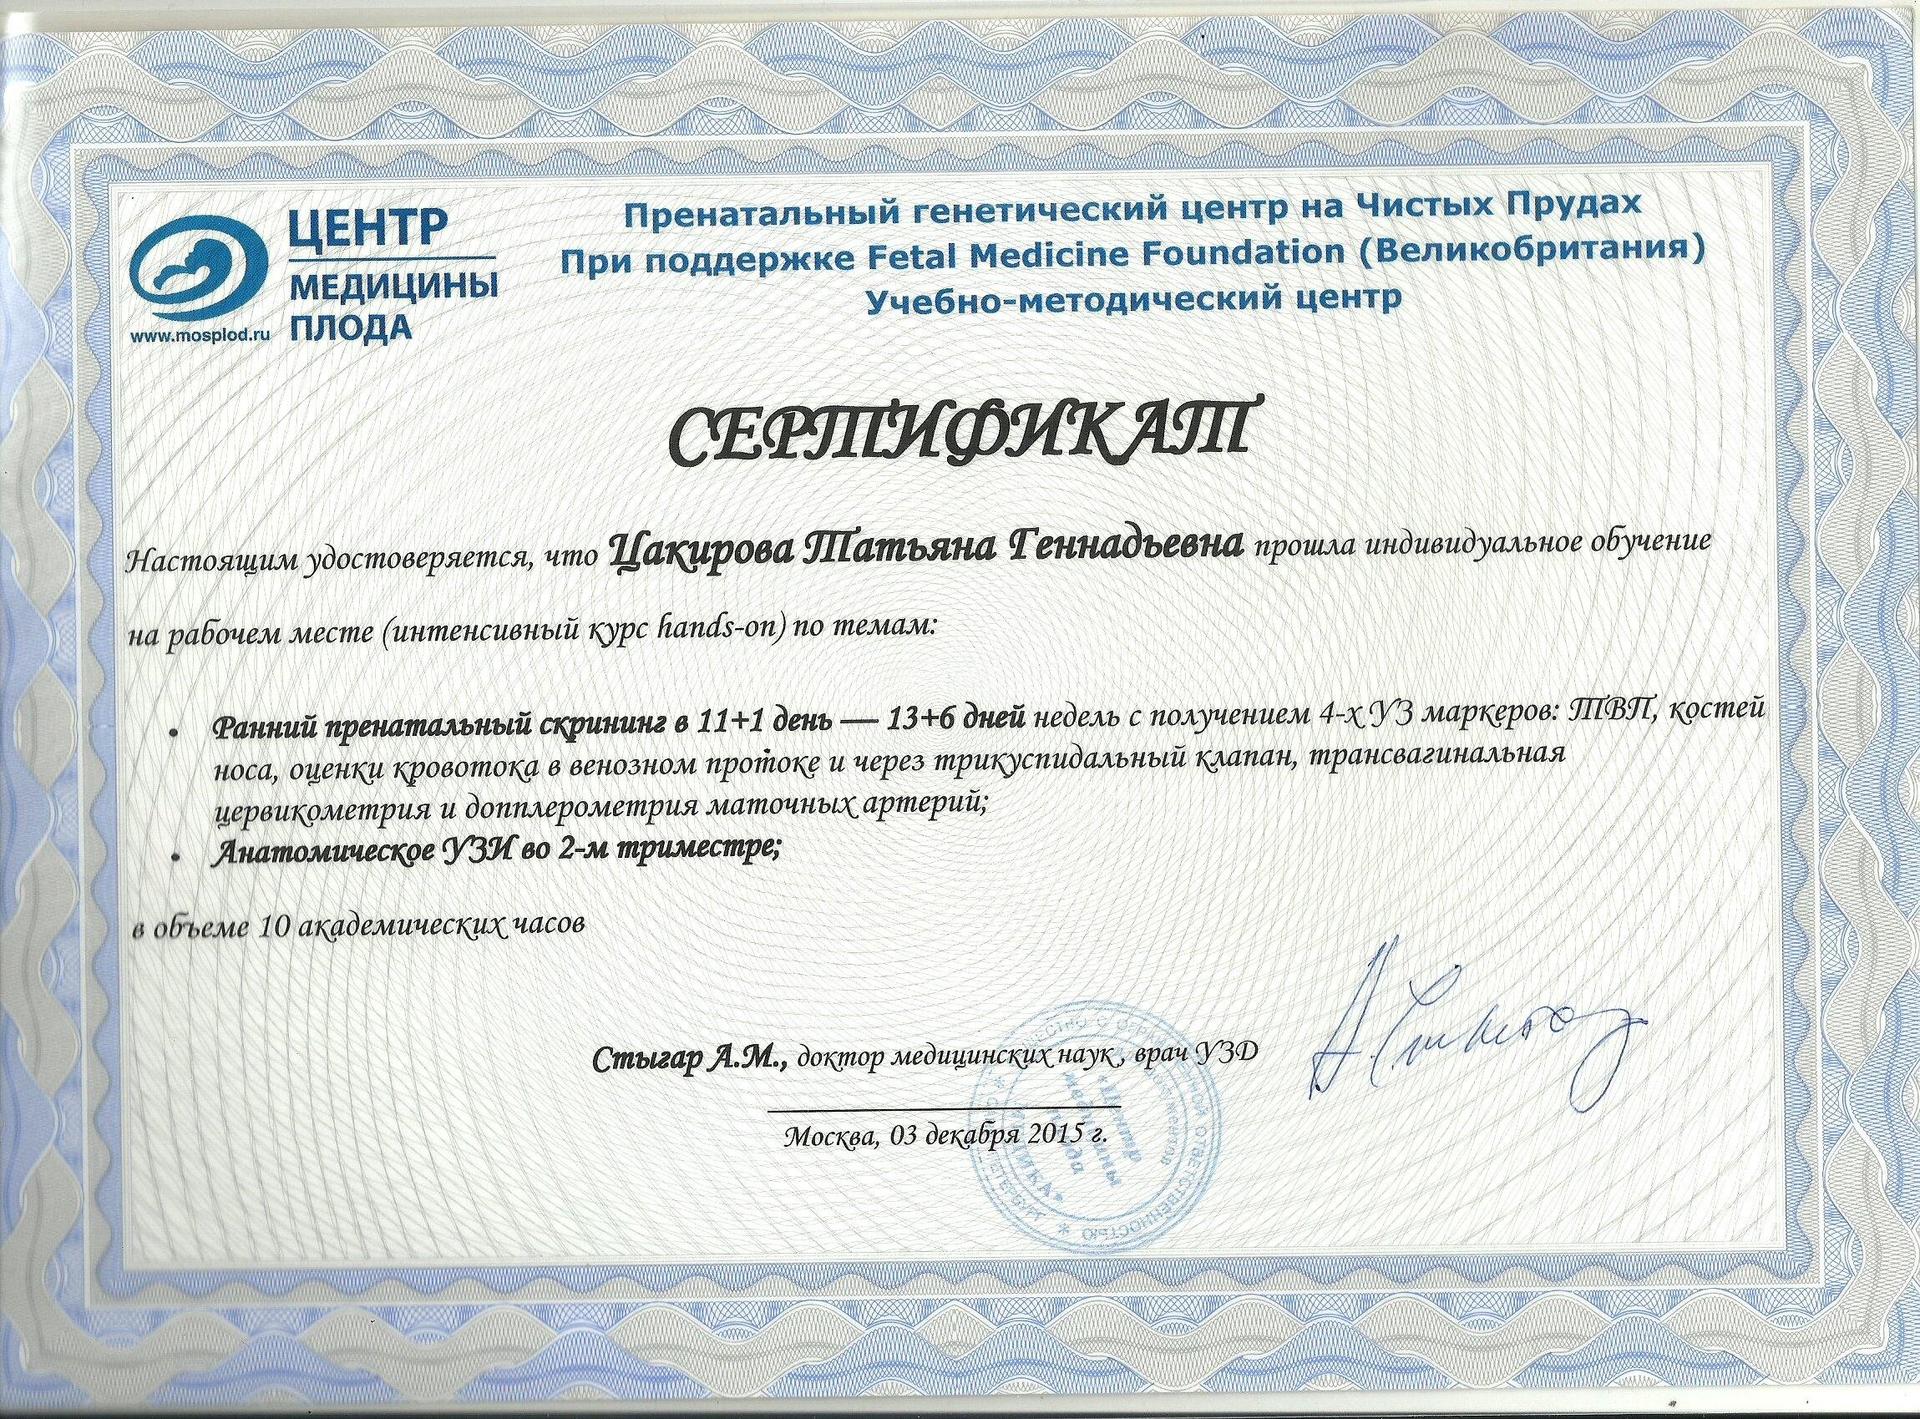 ЦЕНТР
МЕДИЦИНЫ
ПЛОДА
www.mosplod.ru
Пренатальный генетический центр на Чистых Прудах
При поддержке Fetal Medicine Foundation (Великобритания)
Учебно-методический центр
СЕРТИФИКАТ
Настоящим удостоверяется, что Цакирова Татьяна Геннадьевна прошла индивидуальное обучение
на рабочем месте (интенсивный курс hands-on) по темам:
• Ранний пренатальный скрининг в 11+1 день — 13+6 дней недель с получением 4-х УЗ маркеров: ТВП, костей
носа, оценки кровотока в венозном протоке и через трикуспидальный клапан, трансвагинальная
цервикометрия и допплерометрия маточных артерий;
• Анатомическое УЗИ во 2-м триместре;
в объеме 10 академических часов
Стыгар А.М., доктор медицинских наук, врач УЗД
Москва, 03 декабря 2015 г.
«Центр
медицины
плода